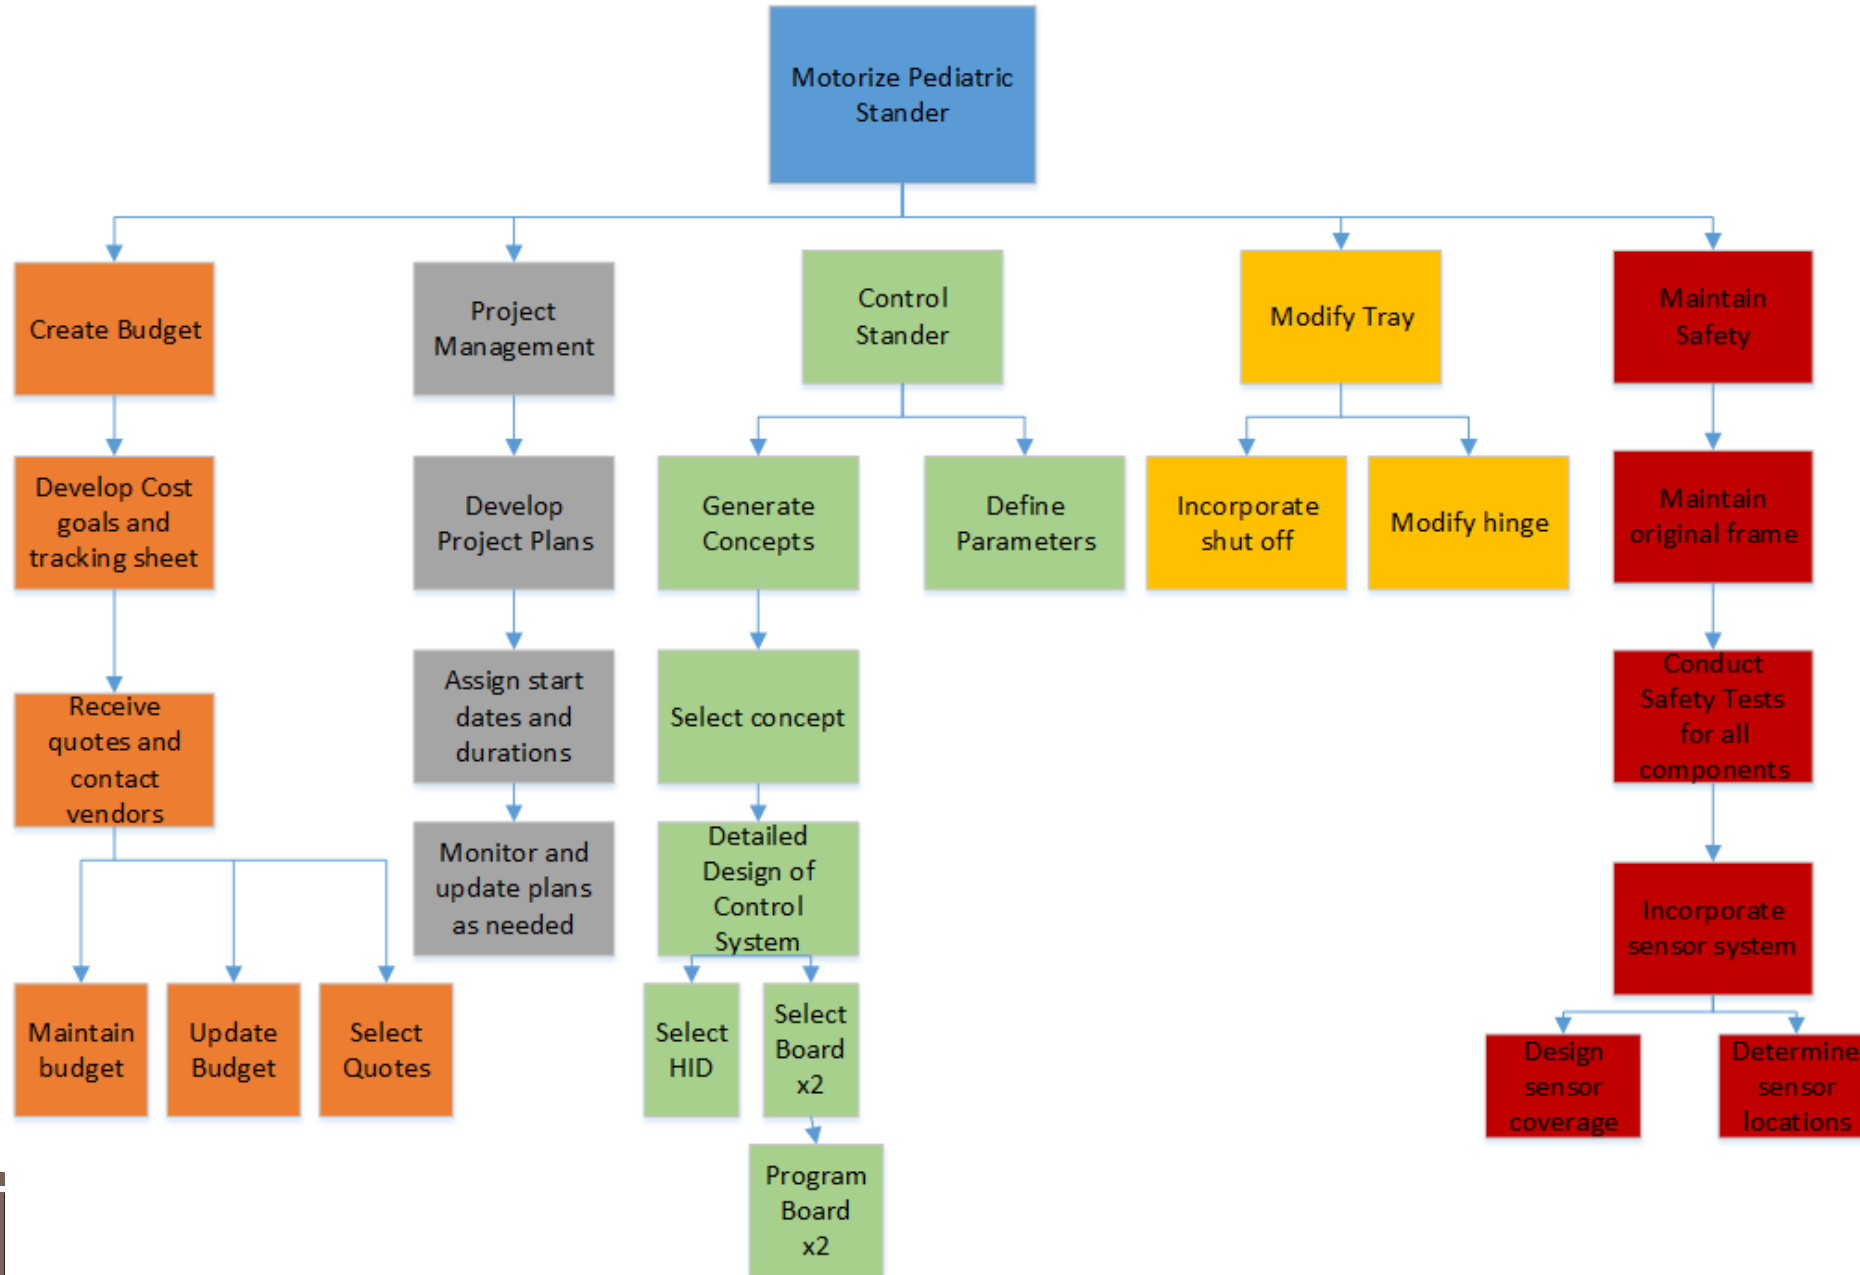 Motorize Pediatric
Stander
Create Budget
Project
Management
Control
Stander
Modify Tray
Maintain
Safety
Develop Cost
goals and
tracking sheet
Develop
Project Plans
Generate
Concepts
Define
Parameters
Incorporate
shut off
Modify hinge
Maintain
original frame
Receive
quotes and
contact
vendors
Assign start
dates and
durations
Select concept
Conduct
Safety Tests
for all
components
Monitor and
update plans
as needed
Detailed
Design of
Control
System
Incorporate
sensor system
Maintain
budget
Update
Budget
Select
Quotes
Select
HID
Select
Board
x2
Design
sensor
coverage
Determine
sensor
locations
Program
Board
x2